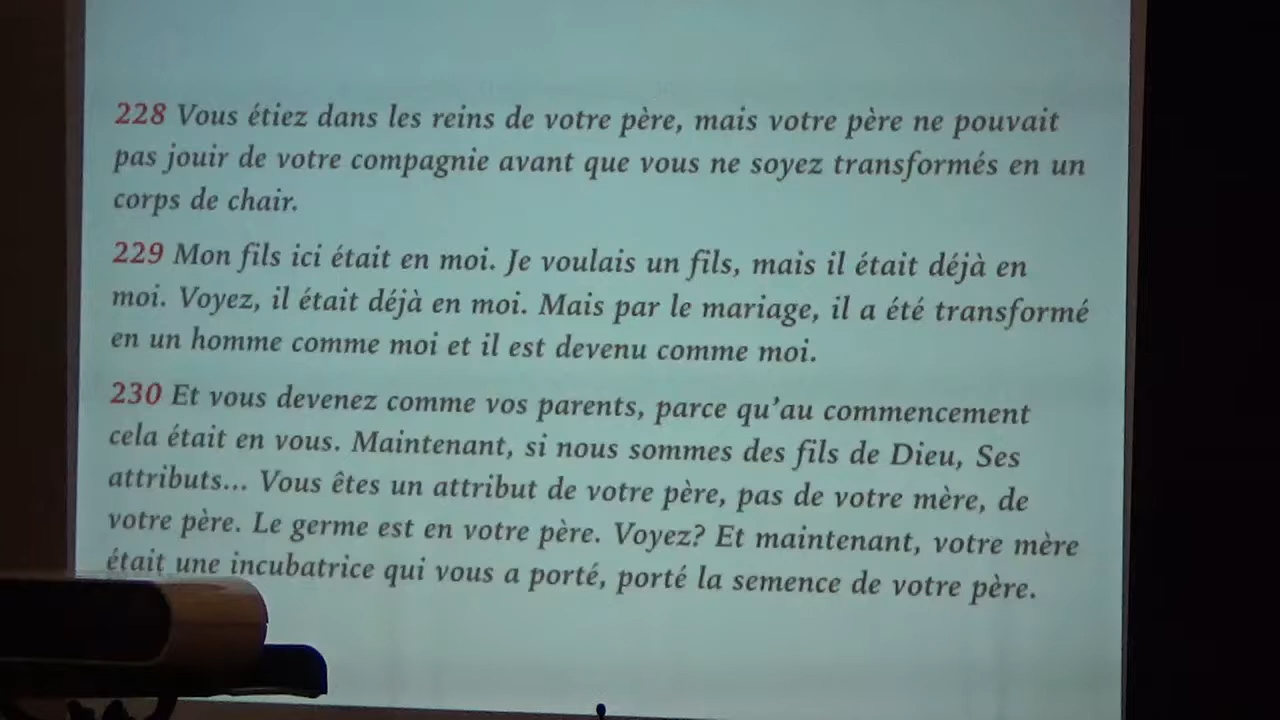 228 Vous étiez dans les reins de votre père, mais votre père ne pouvait
pas jouir de votre compagnie avant que vous ne soyez transformés en un
corps de chair.
229 Mon fils ici était en moi. Je voulais un fils, mais il était déjà en
moi. Voyez, il était déjà en moi. Mais par le mariage, il a été transformé
en un homme comme moi et il est devenu comme moi.
230 Et vous devenez comme vos parents, parce qu’au commencement
cela était en vous. Maintenant, si nous sommes des fils de Dieu, Ses
attributs... Vous êtes un attribut de votre père, pas de votre mère, de
votre père. Le germe est en votre père. Voyez? Et maintenant, votre mère
était une incubatrice qui vous a porté, porté la semence de votre père.